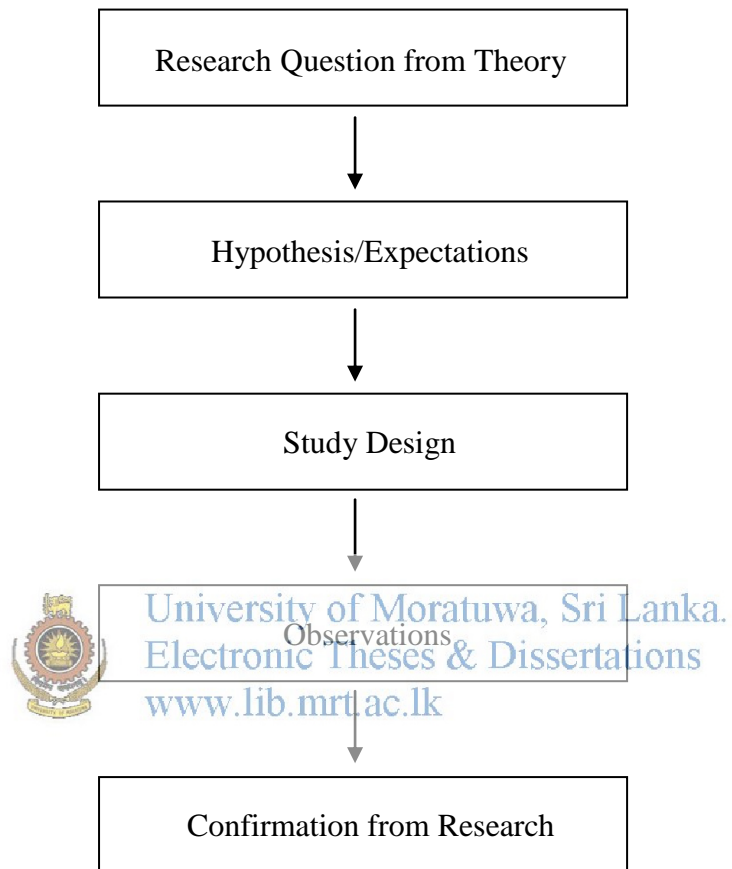 Research Question from Theory
Hypothesis/Expectations
Study Design
University of Moratuwa, Sri Lanka.
Observations
Electronic Theses & Dissertations
www.lib.mrt.ac.lk
Confirmation from Research